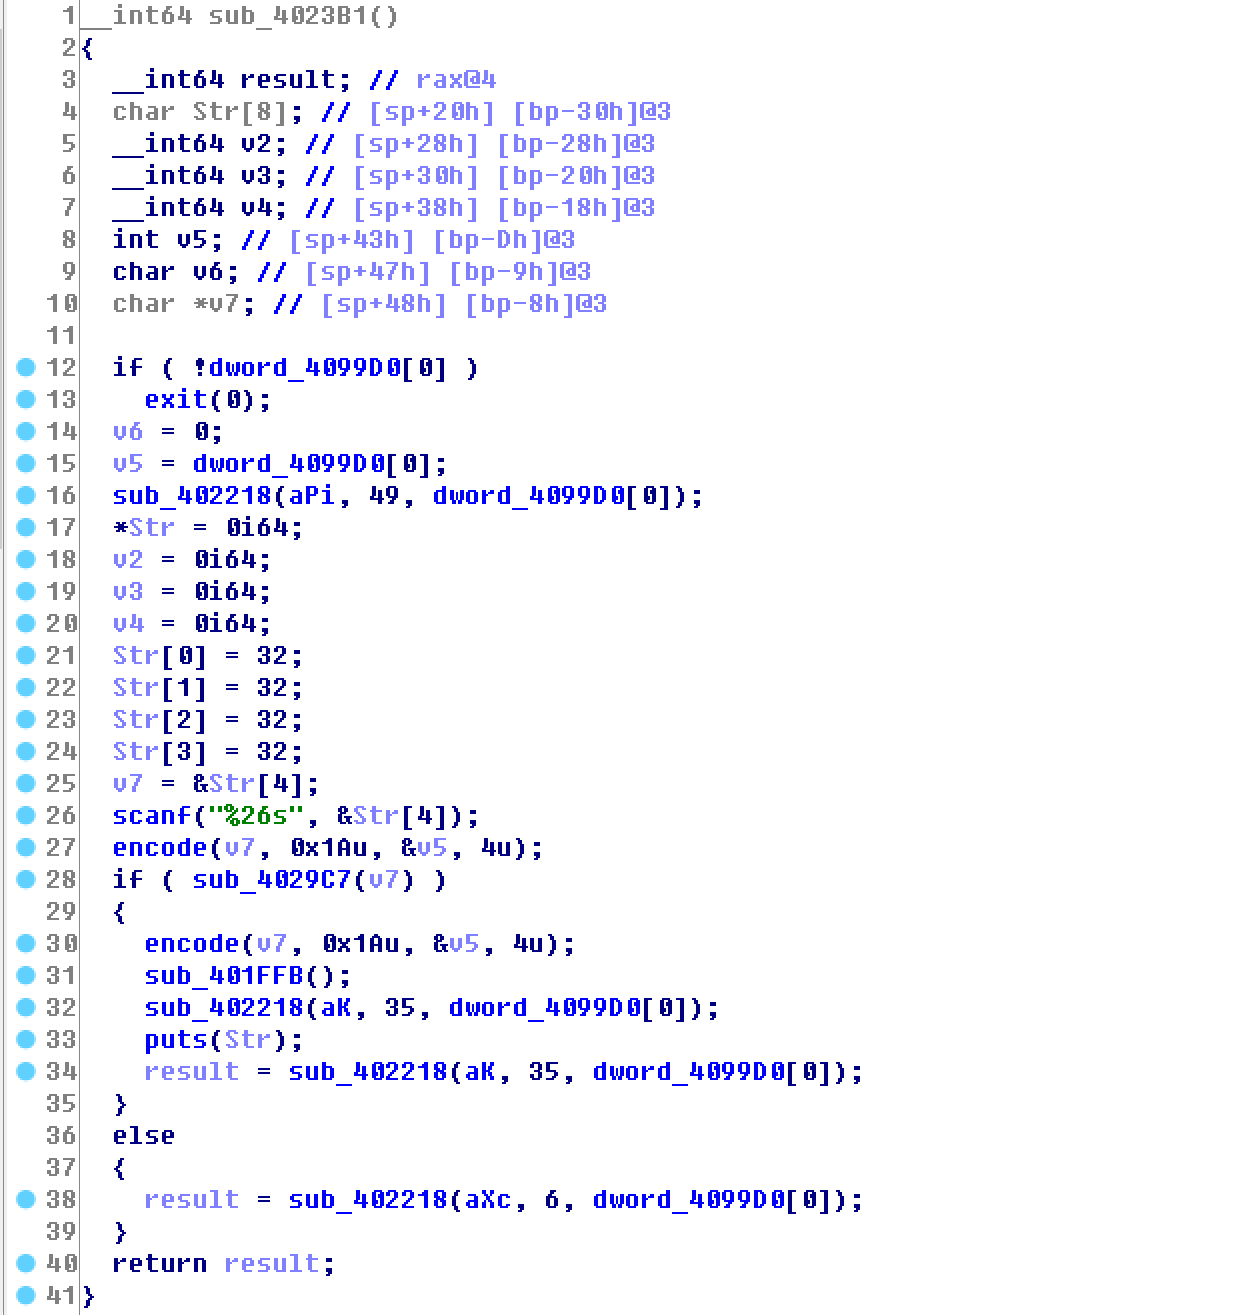 1 __int64 sub_4023B1()
2 {
3   __int64 result; // rax@4
4   char Str[8]; // [sp+20h] [bp-30h]@3
5   __int64 v2; // [sp+28h] [bp-28h]@3
6   __int64 v3; // [sp+30h] [bp-20h]@3
7   __int64 v4; // [sp+38h] [bp-18h]@3
8   int v5; // [sp+43h] [bp-Dh]@3
9   char v6; // [sp+47h] [bp-9h]@3
10   char *v7; // [sp+48h] [bp-8h]@3
11
12   if ( !dword_4099D0[0] )
13     exit(0);
14   v6 = 0;
15   v5 = dword_4099D0[0];
16   sub_402218(aPi, 49, dword_4099D0[0]);
17   *Str = 0i64;
18   v2 = 0i64;
19   v3 = 0i64;
20   v4 = 0i64;
21   Str[0] = 32;
22   Str[1] = 32;
23   Str[2] = 32;
24   Str[3] = 32;
25   v7 = &Str[4];
26   scanf("%26s", &Str[4]);
27   encode(v7, 0x1Au, &v5, 4u);
28   if ( sub_4029C7(v7) )
29   {
30     encode(v7, 0x1Au, &v5, 4u);
31     sub_401FFB();
32     sub_402218(aK, 35, dword_4099D0[0]);
33     puts(Str);
34     result = sub_402218(aK, 35, dword_4099D0[0]);
35   }
36   else
37   {
38     result = sub_402218(aXc, 6, dword_4099D0[0]);
39   }
40   return result;
41 }